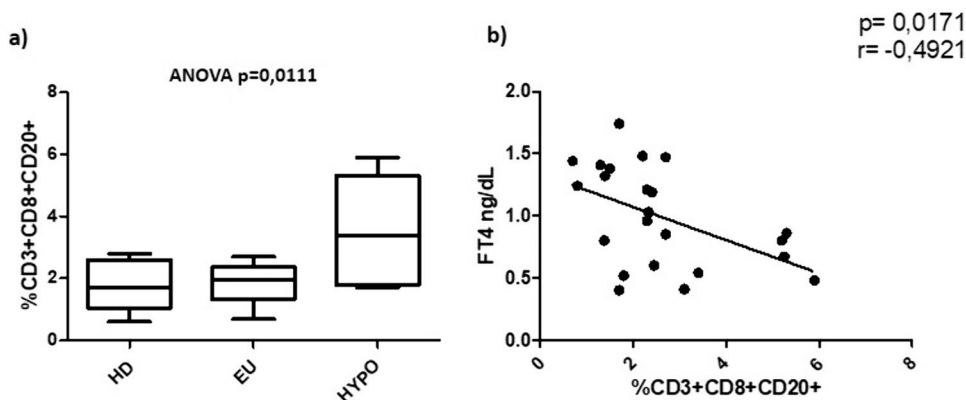 a)
ANOVA p=0,0111
%CD3+CD8+CD20+
8
6
4
2
0
HD
EU
HYPO
b)
p= 0,0171
r= -0,4921
FT4 ng/dL
2.0
1.5
1.0
0.5
0.0
0
2
4
6
8
%CD3+CD8+CD20+